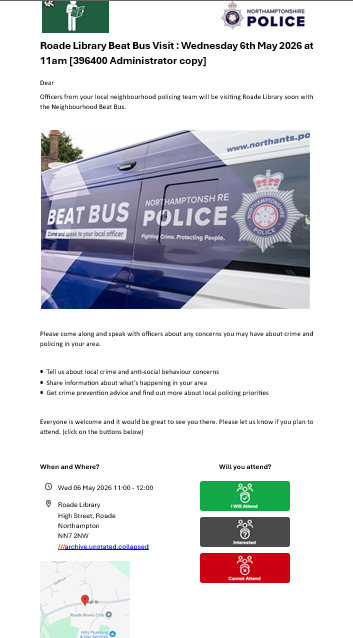 NORTHAMPTONSHIRE
POLICE
Roade Library Beat Bus Visit : Wednesday 6th May 2026 at
11am [396400 Administrator copy]
Dear
Officers from your local neighbourhood policing team will be visiting Roade Library soon with
the Neighbourhood Beat Bus.
www.northants.po
BEAT BUS
Come and speak to your local officer
NORTHAMPTONSHIRE
POLICE
Fighting Crime. Protecting People.
Please come along and speak with officers about any concerns you may have about crime and
policing in your area.
• Tell us about local crime and anti-social behaviour concerns
• Share information about what's happening in your area
• Get crime prevention advice and find out more about local policing priorities
Everyone is welcome and it would be great to see you there. Please let us know if you plan to
attend. (click on the buttons below)
When and Where?
Wed 06 May 2026 11:00 - 12:00
Roade Library
High Street, Roade
Northampton
NN7 2NW
///archive.unstated.collapsed
Will you attend?
I Will Attend
Interested
Cannot Attend
High St
Roade Bowls Club